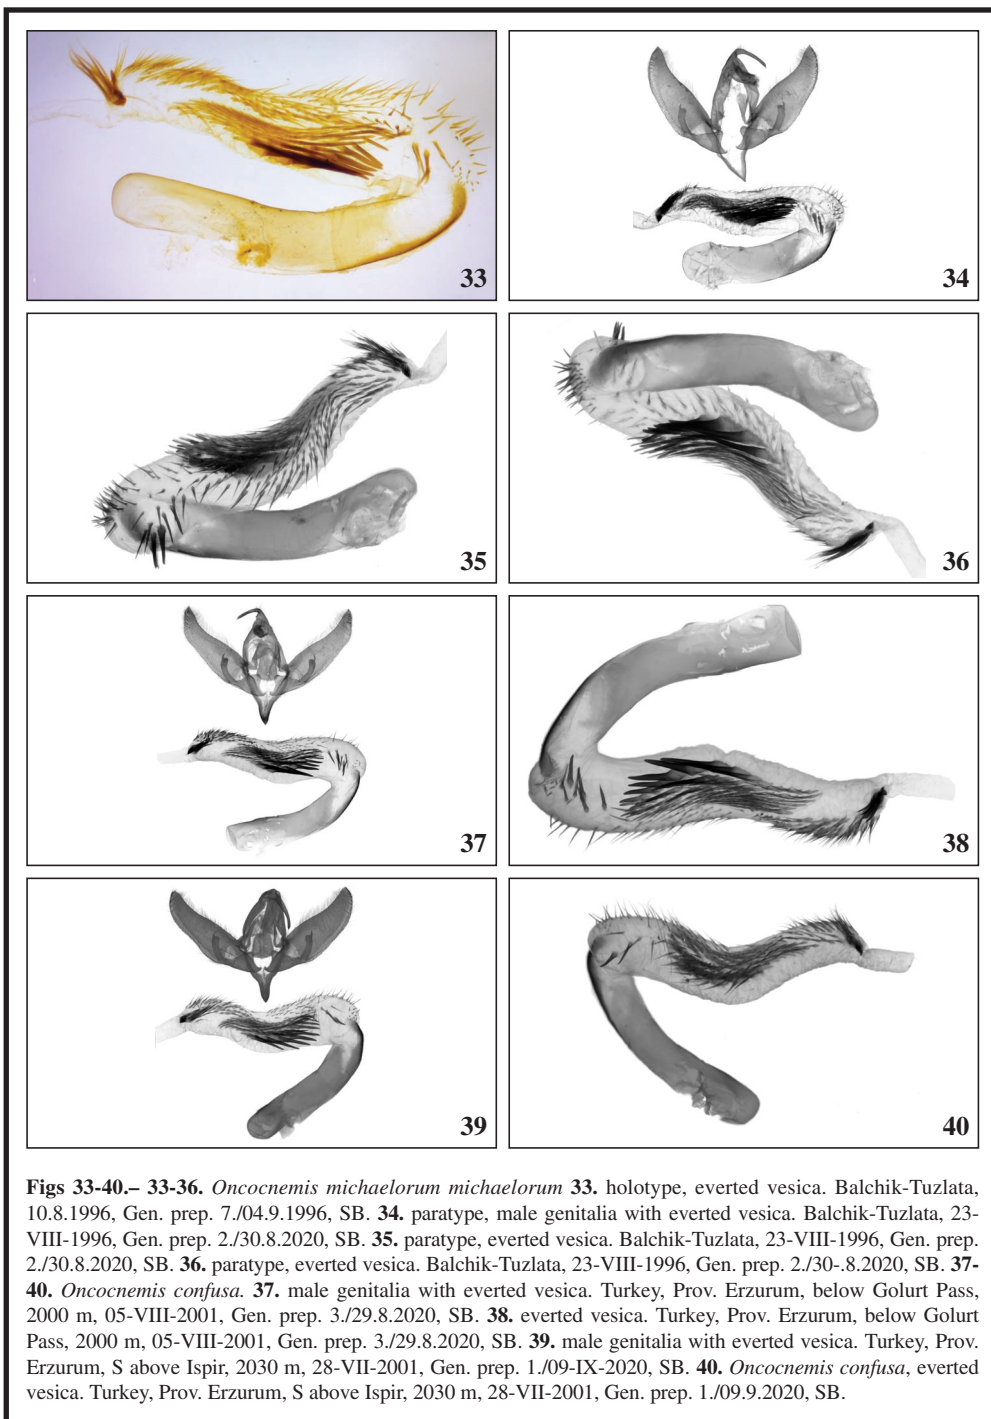 33
34
35
36
37
38
39
40
Figs 33-40.– 33-36. Oncocnemis michaelorum michaelorum 33. holotype, everted vesica. Balchik-Tuzlata,
10.8.1996, Gen. prep. 7./04.9.1996, SB. 34. paratype, male genitalia with everted vesica. Balchik-Tuzlata, 23-
VIII-1996, Gen. prep. 2./30.8.2020, SB. 35. paratype, everted vesica. Balchik-Tuzlata, 23-VIII-1996, Gen. prep.
2./30.8.2020, SB. 36. paratype, everted vesica. Balchik-Tuzlata, 23-VIII-1996, Gen. prep. 2./30-.8.2020, SB. 37-
40. Oncocnemis confusa. 37. male genitalia with everted vesica. Turkey, Prov. Erzurum, below Golurt Pass,
2000 m, 05-VIII-2001, Gen. prep. 3./29.8.2020, SB. 38. everted vesica. Turkey, Prov. Erzurum, below Golurt
Pass, 2000 m, 05-VIII-2001, Gen. prep. 3./29.8.2020, SB. 39. male genitalia with everted vesica. Turkey, Prov.
Erzurum, S above Ispir, 2030 m, 28-VII-2001, Gen. prep. 1./09-IX-2020, SB. 40. Oncocnemis confusa, everted
vesica. Turkey, Prov. Erzurum, S above Ispir, 2030 m, 28-VII-2001, Gen. prep. 1./09.9.2020, SB.